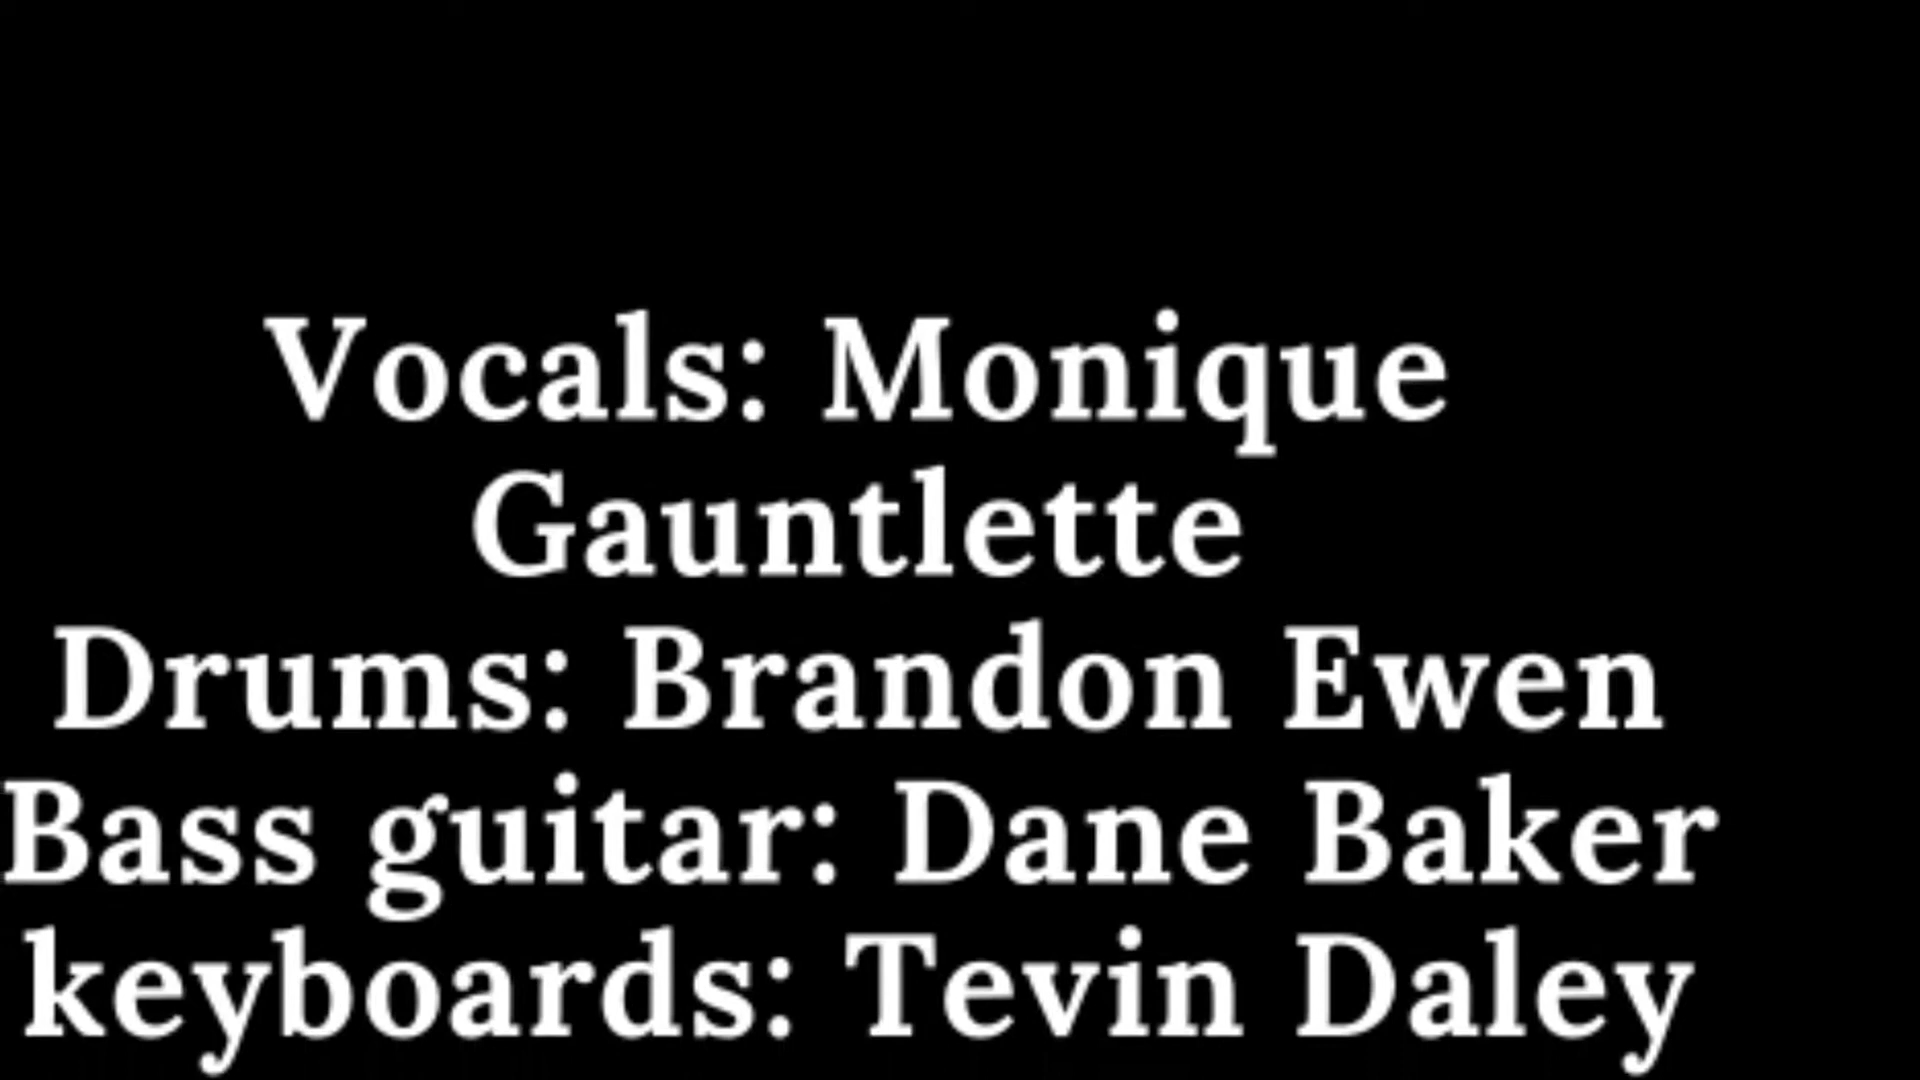 Vocals: Monique
Gauntlette
Drums: Brandon Ewen
Bass guitar: Dane Baker
keyboards: Tevin Daley